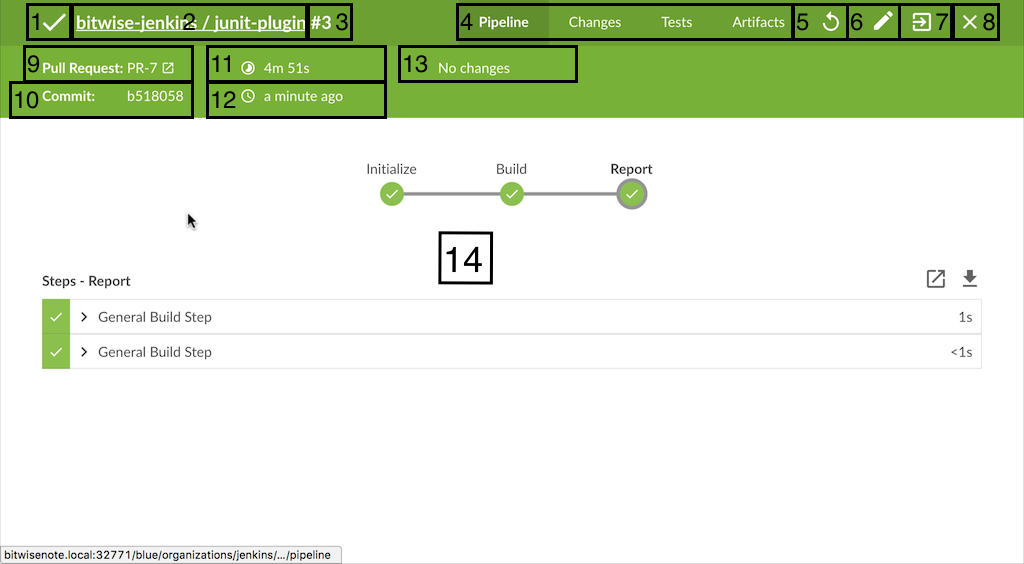 1 bitwise-jenkins / junit-plugin 2 #3 3 4 Pipeline Changes Tests Artifacts 5 6 7 8
9 Pull Request: PR-7 11 4m 51s 13 No changes
10 Commit: b518058 12 a minute ago
Initialize Build Report
14
Steps - Report
General Build Step 1s
General Build Step <1s
bitwisenote.local:32771/blue/organizations/jenkins/.../pipeline